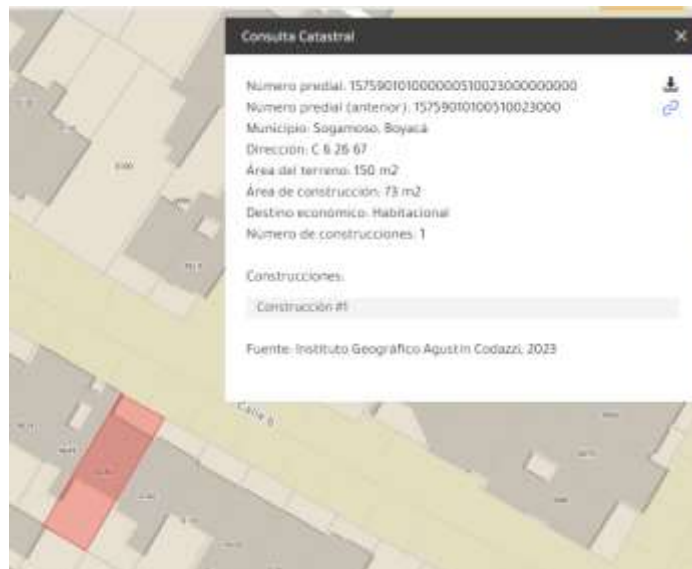 Consulta Catastral
Número predial: 157590101000000510023000000000
Número predial (anterior): 15759010100510023000
Municipio: Sogamoso, Boyacá
Dirección: C 6 26 67
Área del terreno: 150 m2
Área de construcción: 73 m2
Destino económico: Habitacional
Número de construcciones: 1
Construcciones:
Construcción #1
Fuente: Instituto Geográfico Agustín Codazzi, 2023
Calle 6